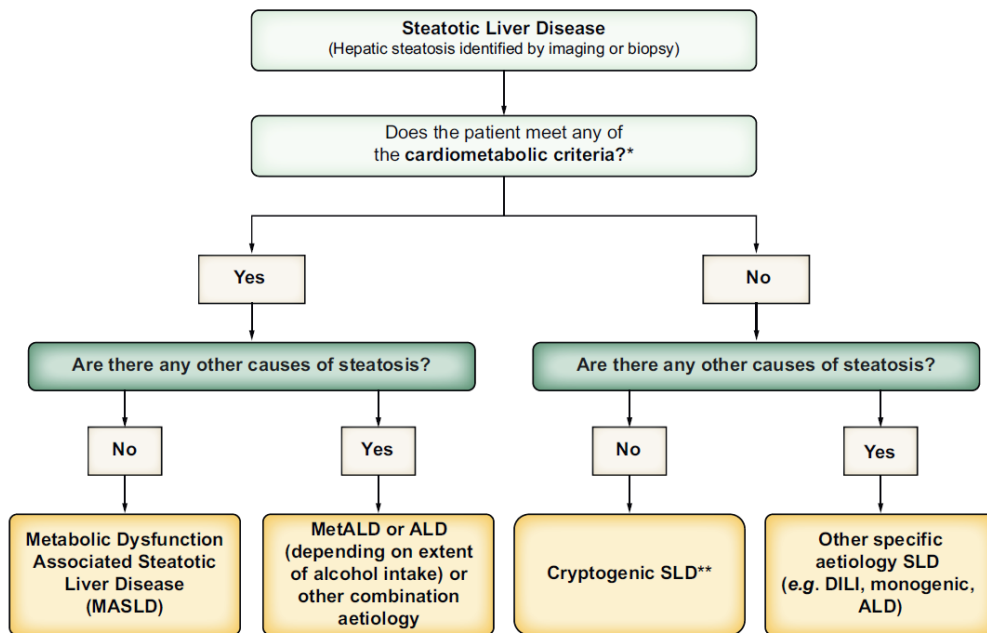 Steatotic Liver Disease
(Hepatic steatosis identified by imaging or biopsy)
Does the patient meet any of
the cardiometabolic criteria?*
Yes
No
Are there any other causes of steatosis?
Are there any other causes of steatosis?
No
Yes
No
Yes
Metabolic Dysfunction
Associated Steatotic
Liver Disease
(MASLD)
MetALD or ALD
(depending on extent
of alcohol intake) or
other combination
aetiology
Cryptogenic SLD**
Other specific
aetiology SLD
(e.g. DILI, monogenic,
ALD)